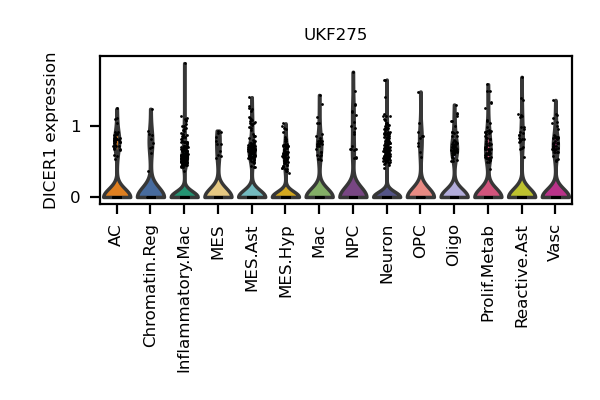 UKF275
DICER1 expression
1
0
AC
Chromatin.Reg
Inflammatory.Mac
MES
MES.Ast
MES.Hyp
Mac
NPC
Neuron
OPC
Oligo
Prolif.Metab
Reactive.Ast
Vasc